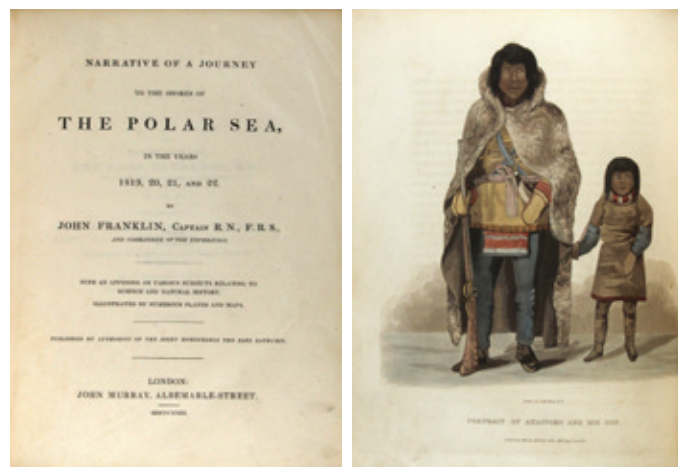 NARRATIVE OF A JOURNEY
TO THE SHORES OF
THE POLAR SEA,
IN THE YEARS
1819, 20, 21, AND 22.
BY
JOHN FRANKLIN, CAPTAIN R.N., F.R.S.,
AND COMMANDER OF THE EXPEDITION.
WITH AN APPENDIX ON VARIOUS SUBJECTS RELATING TO
SCIENCE AND NATURAL HISTORY.
ILLUSTRATED BY NUMEROUS PLATES AND MAPS.
PUBLISHED BY AUTHORITY OF THE RIGHT HONOURABLE THE EARL BATHURST.
LONDON:
JOHN MURRAY, ALBEMARLE-STREET.
MDCCCXXIII.
PORTRAIT OF AKAITCHO AND HIS SON.